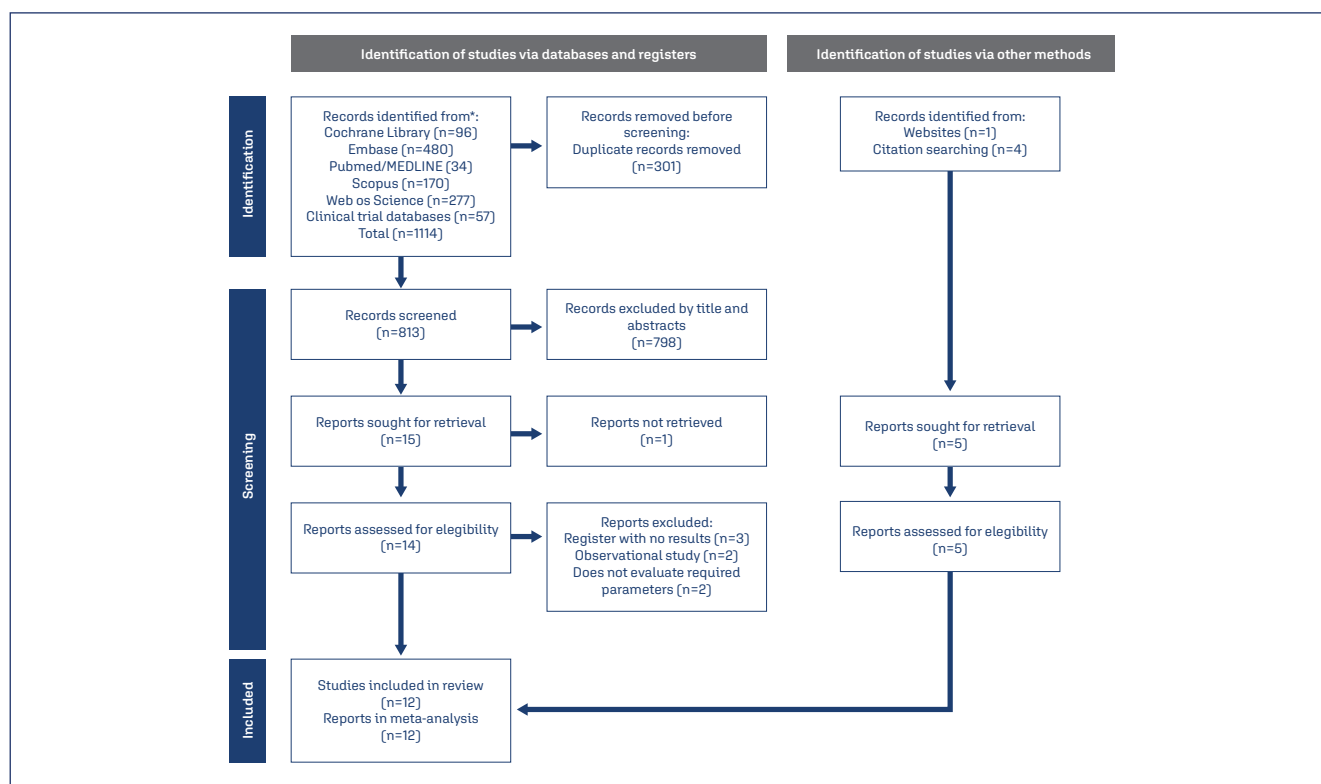 Identification of studies via databases and registers
Identification of studies via other methods
Identification
Records identified from*:
Cochrane Library (n=96)
Embase (n=480)
Pubmed/MEDLINE (34)
Scopus (n=170)
Web os Science (n=277)
Clinical trial databases (n=57)
Total (n=1114)
Records removed before
screening:
Duplicate records removed
(n=301)
Records identified from:
Websites (n=1)
Citation searching (n=4)
Screening
Records screened
(n=813)
Records excluded by title and
abstracts
(n=798)
Reports sought for retrieval
(n=15)
Reports not retrieved
(n=1)
Reports sought for retrieval
(n=5)
Reports assessed for elegibility
(n=14)
Reports excluded:
Register with no results (n=3)
Observational study (n=2)
Does not evaluate required
parameters (n=2)
Reports assessed for elegibility
(n=5)
Included
Studies included in review
(n=12)
Reports in meta-analysis
(n=12)